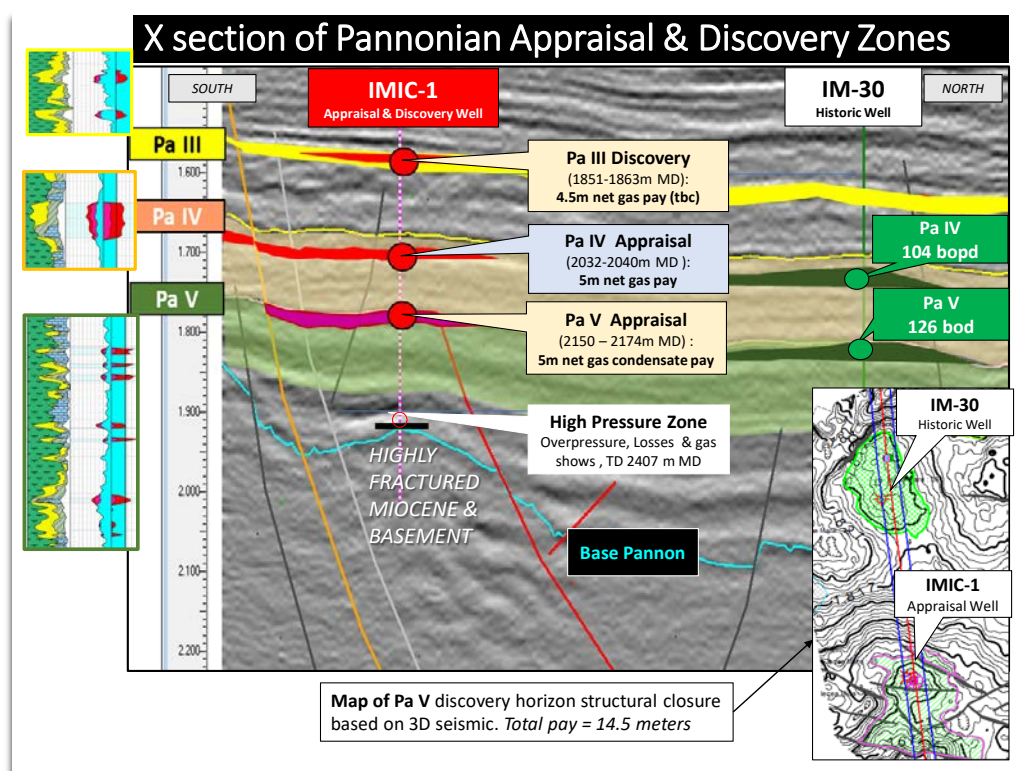 X section of Pannonian Appraisal & Discovery Zones
SOUTH
IMIC-1
Appraisal & Discovery Well
IM-30
Historic Well
NORTH
Pa III
1.600
Pa III Discovery
(1851-1863m MD):
4.5m net gas pay (tbc)
Pa IV
1.700
Pa IV Appraisal
(2032-2040m MD ):
5m net gas pay
Pa IV
104 bopd
Pa V
1.800
Pa V Appraisal
(2150 – 2174m MD) :
5m net gas condensate pay
Pa V
126 bod
1.900
High Pressure Zone
Overpressure, Losses & gas
shows , TD 2407 m MD
HIGHLY
FRACTURED
MIOCENE &
BASEMENT
2.000
2.100
2.200
Base Pannon
IM-30
Historic Well
IMIC-1
Appraisal Well
Map of Pa V discovery horizon structural closure
based on 3D seismic. Total pay = 14.5 meters